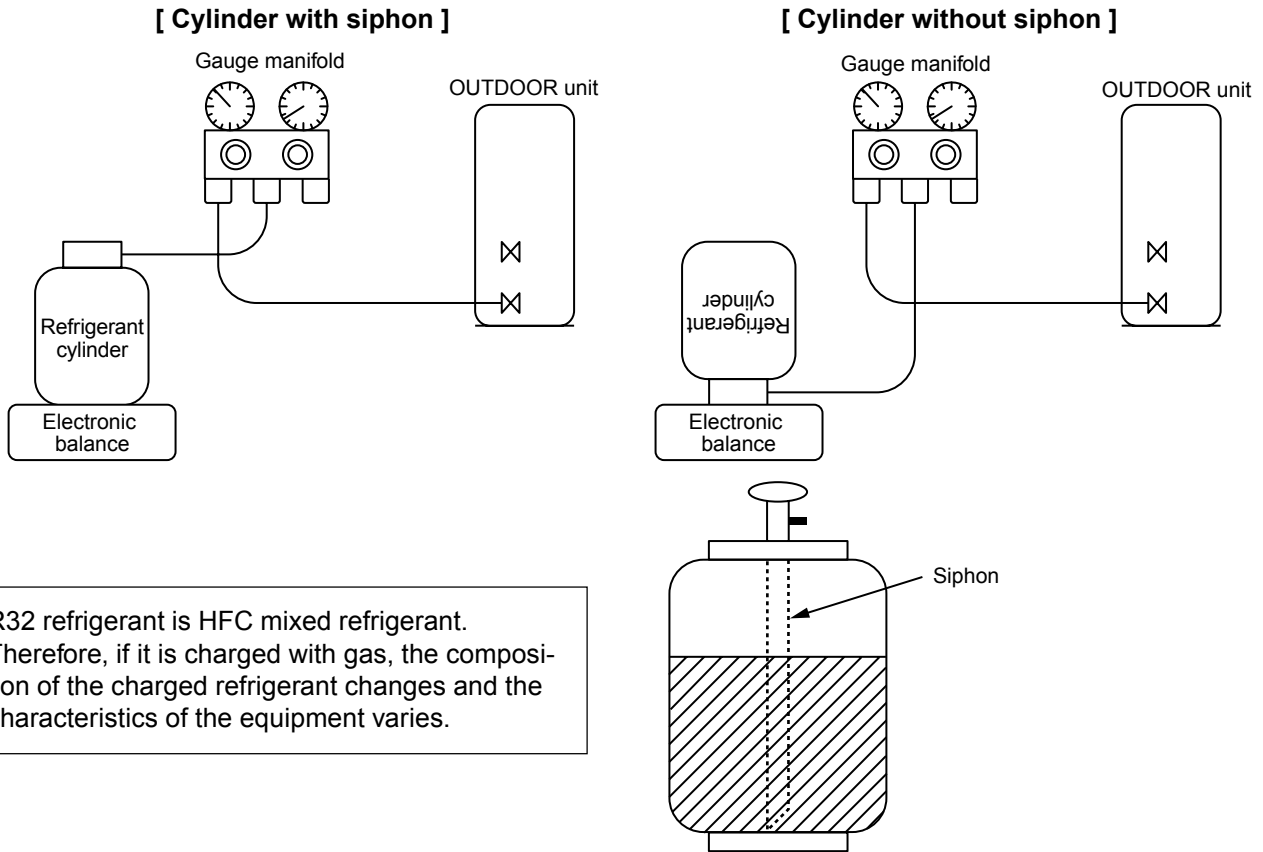 [ Cylinder with siphon ]
Gauge manifold
OUTDOOR unit
Refrigerant
cylinder
Electronic
balance
[ Cylinder without siphon ]
Gauge manifold
OUTDOOR unit
Refrigerant
cylinder
Electronic
balance
Siphon
R32 refrigerant is HFC mixed refrigerant.
Therefore, if it is charged with gas, the composi-
on of the charged refrigerant changes and the
characteristics of the equipment varies.